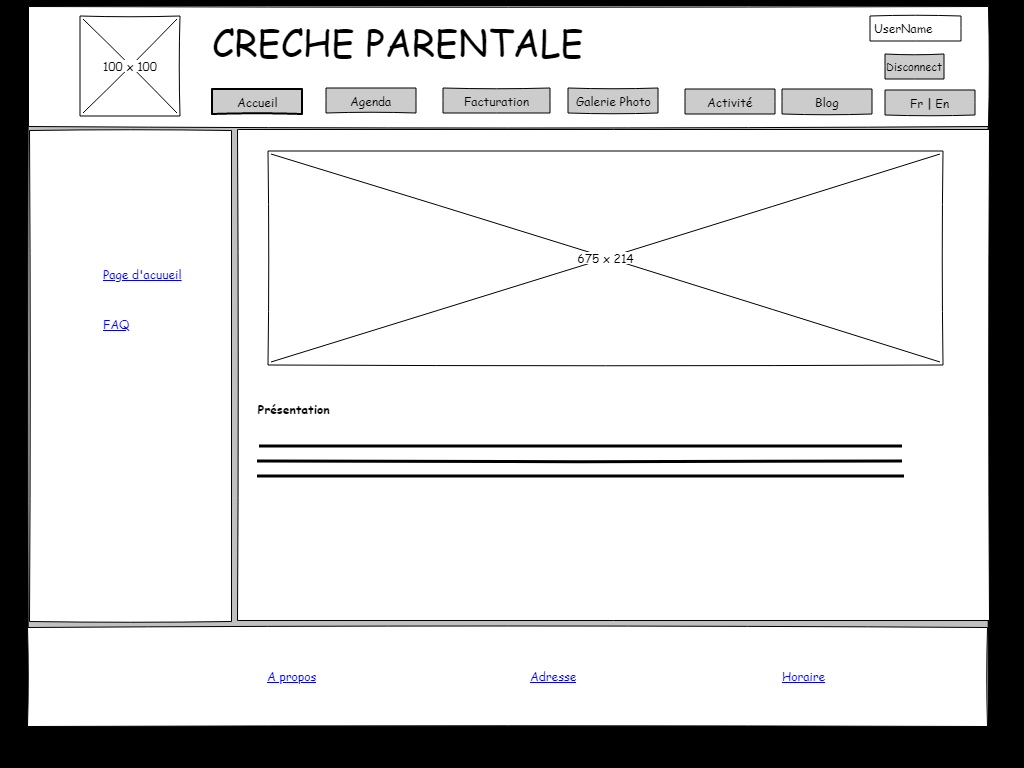 CRECHE PARENTALE
UserName
100 x 100
Disconnect
Accueil
Agenda
Facturation
Galerie Photo
Activité
Blog
Fr | En
675 x 214
Page d'acuueil
FAQ
Présentation
A propos
Adresse
Horaire